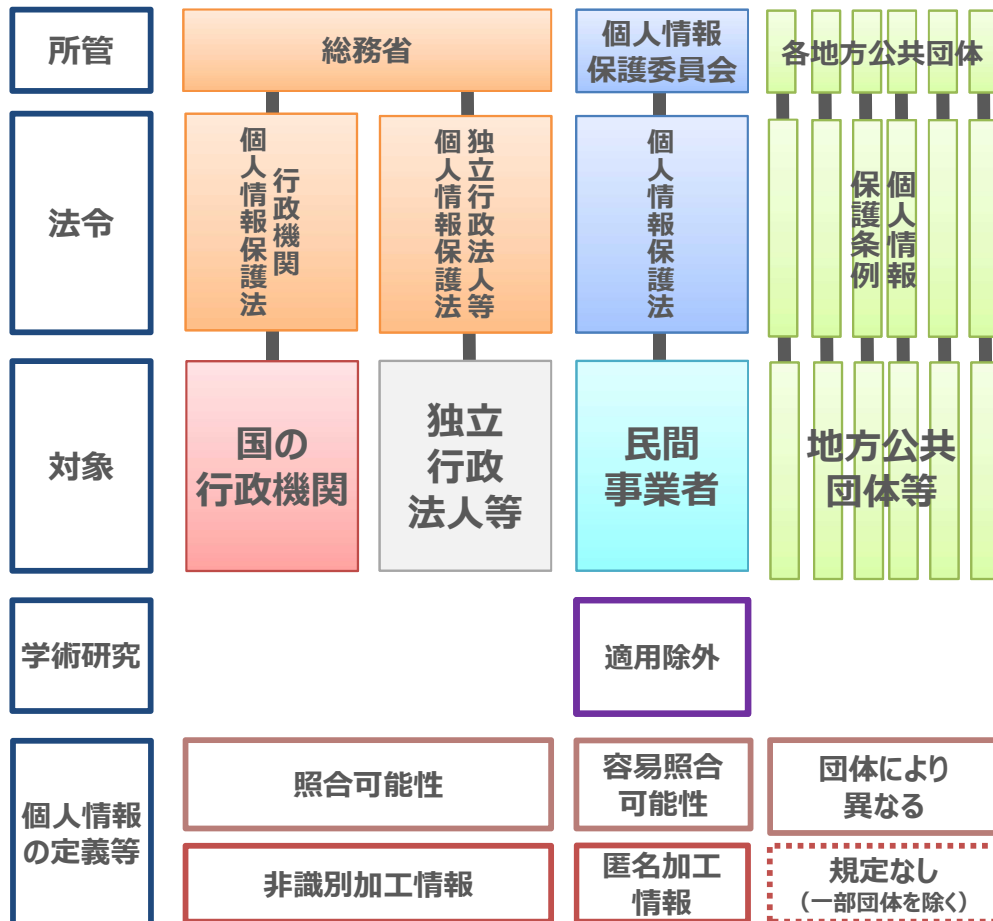 所管
総務省
個人情報
保護委員会
各地方公共団体
法令
行政機関
個人情報保護法
独立行政法人等
個人情報保護法
個人情報保護法
個人情報
保護条例
対象
国の
行政機関
独立
行政
法人等
民間
事業者
地方公共
団体等
学術研究
適用除外
個人情報
の定義等
照合可能性
容易照合
可能性
団体により
異なる
非識別加工情報
匿名加工
情報
規定なし
（一部団体を除く）